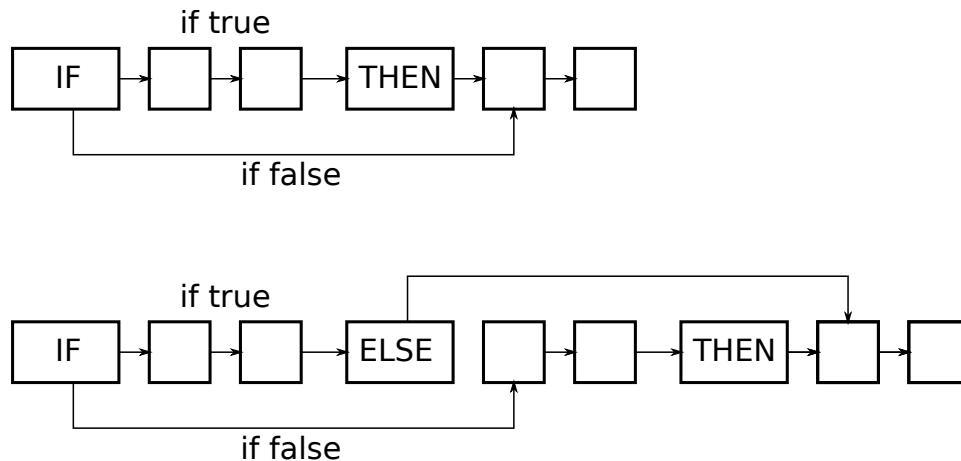 if true
IF THEN
if false
if true
IF ELSE THEN
if false